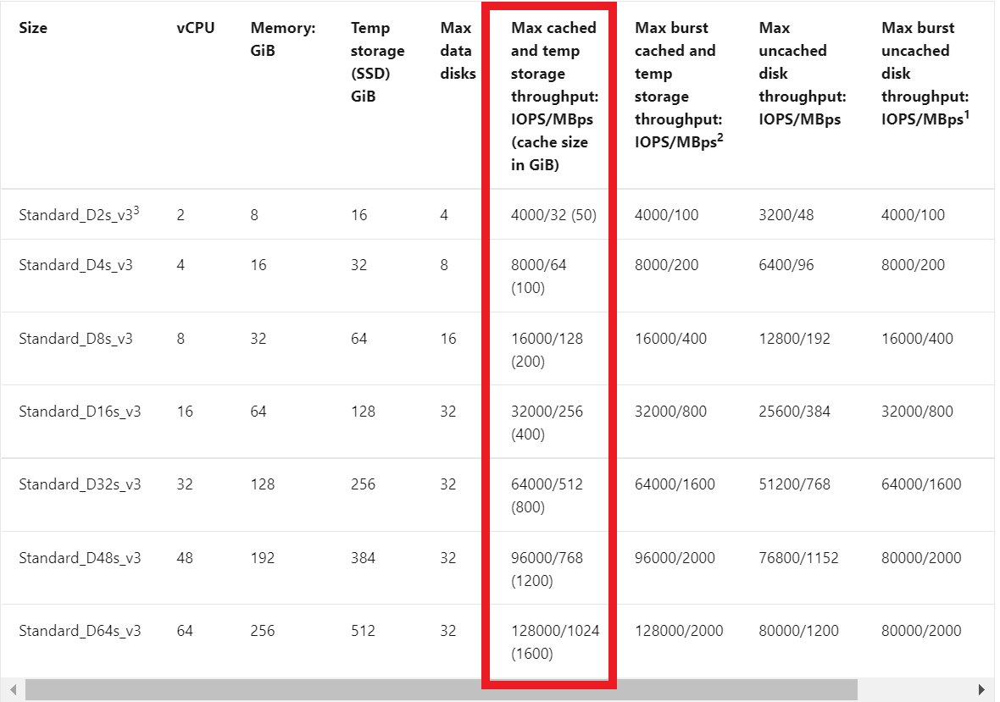 Size vCPU Memory: GiB Temp storage (SSD) GiB Max data disks Max cached and temp storage throughput: IOPS/MBps (cache size in GiB) Max burst cached and temp storage throughput: IOPS/MBps2 Max uncached disk throughput: IOPS/MBps Max burst uncached disk throughput: IOPS/MBps1
Standard_D2s_v33 2 8 16 4 4000/32 (50) 4000/100 3200/48 4000/100
Standard_D4s_v3 4 16 32 8 8000/64 (100) 8000/200 6400/96 8000/200
Standard_D8s_v3 8 32 64 16 16000/128 (200) 16000/400 12800/192 16000/400
Standard_D16s_v3 16 64 128 32 32000/256 (400) 32000/800 25600/384 32000/800
Standard_D32s_v3 32 128 256 32 64000/512 (800) 64000/1600 51200/768 64000/1600
Standard_D48s_v3 48 192 384 32 96000/768 (1200) 96000/2000 76800/1152 80000/2000
Standard_D64s_v3 64 256 512 32 128000/1024 (1600) 128000/2000 80000/1200 80000/2000